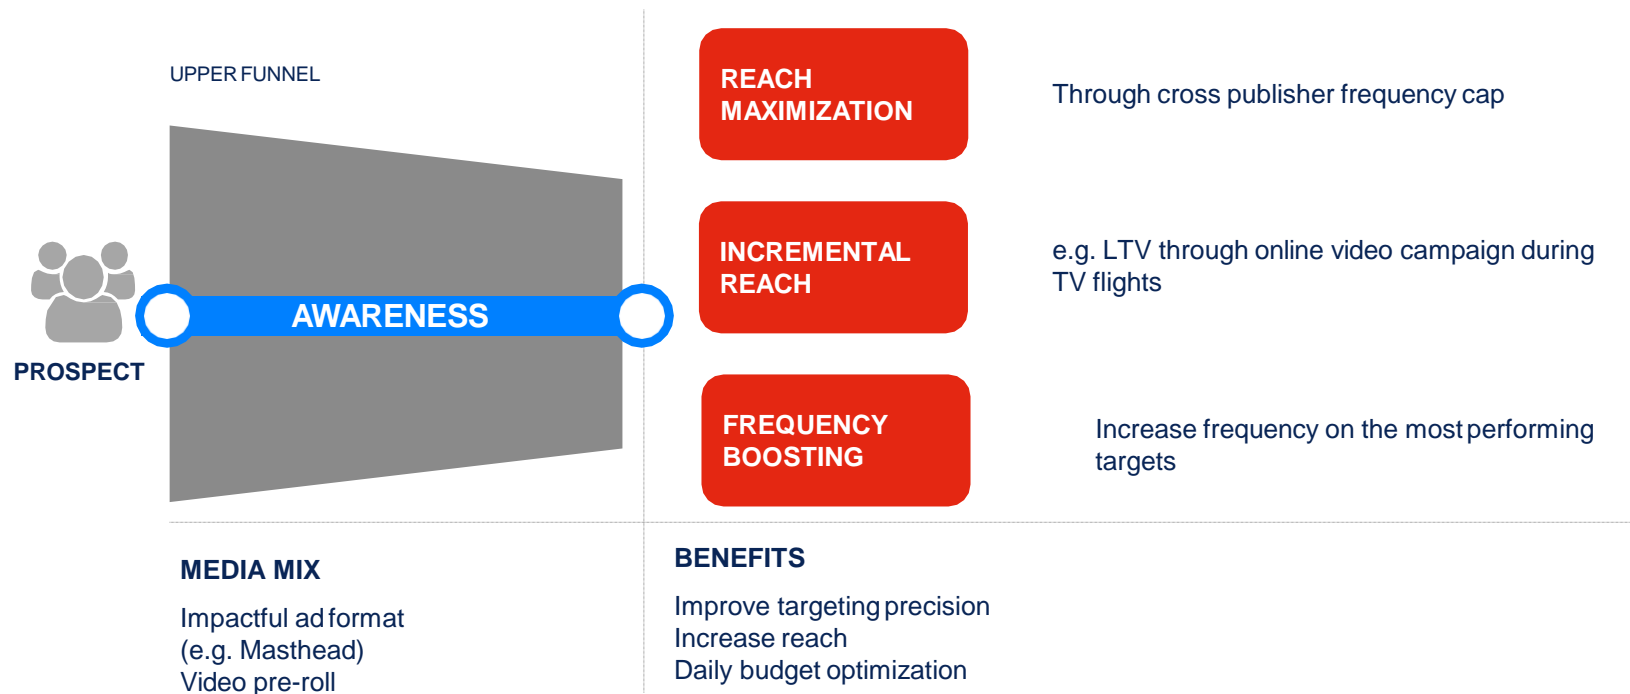 UPPER FUNNEL
REACH
MAXIMIZATION
Through cross publisher frequency cap
INCREMENTAL
REACH
e.g. LTV through online video campaign during
TV flights
AWARENESS
PROSPECT
FREQUENCY
BOOSTING
Increase frequency on the most performing
targets
MEDIA MIX
Impactful ad format
(e.g. Masthead)
Video pre-roll
BENEFITS
Improve targeting precision
Increase reach
Daily budget optimization